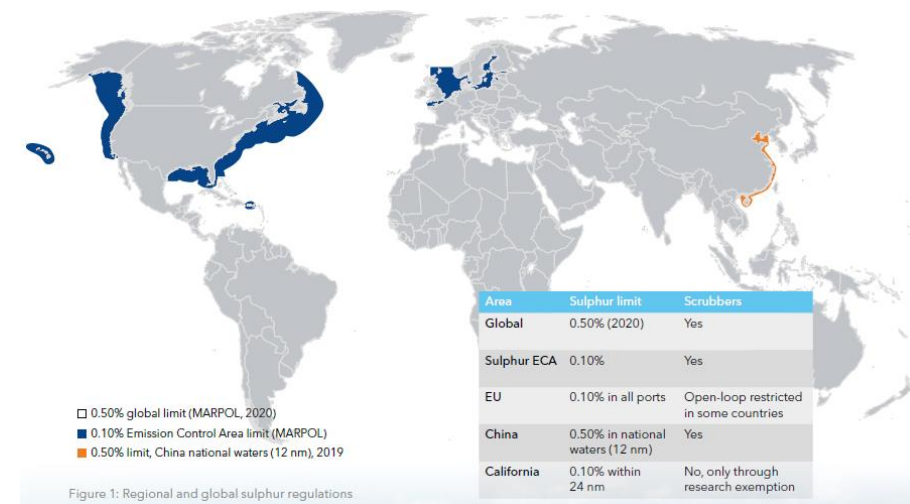 Area Sulphur limit Scrubbers
Global 0.50% (2020) Yes
Sulphur ECA 0.10% Yes
EU 0.10% in all ports Open-loop restricted
in some countries
China 0.50% in national Yes
waters (12 nm)
California 0.10% within No, only through
24 nm research exemption
0.50% global limit (MARPOL, 2020)
0.10% Emission Control Area limit (MARPOL)
0.50% limit, China national waters (12 nm), 2019
Figure 1: Regional and global sulphur regulations